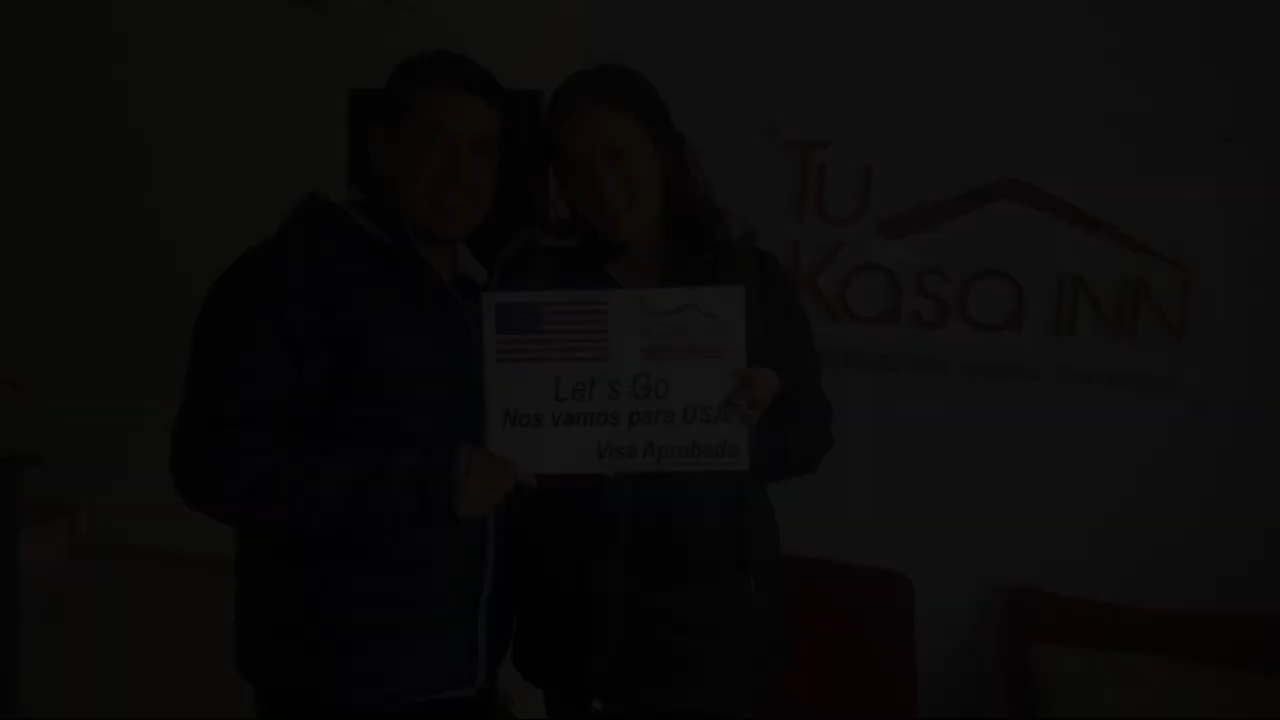 Tu
Kasa INN
Let's Go
Nos vamos para USA
Visa Aprobada